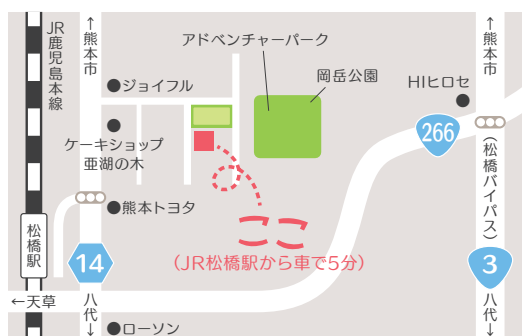 ↑熊本市
JR鹿児島本線
アドベンチャーパーク
岡岳公園
↑熊本市
HIヒロセ
●ジョイフル
266
ケーキショップ
亜湖の木
(松橋バイパス)
●熊本トヨタ
松橋駅
14
(JR松橋駅から車で5分)
3
←天草
八代↓
八代↓
●ローソン